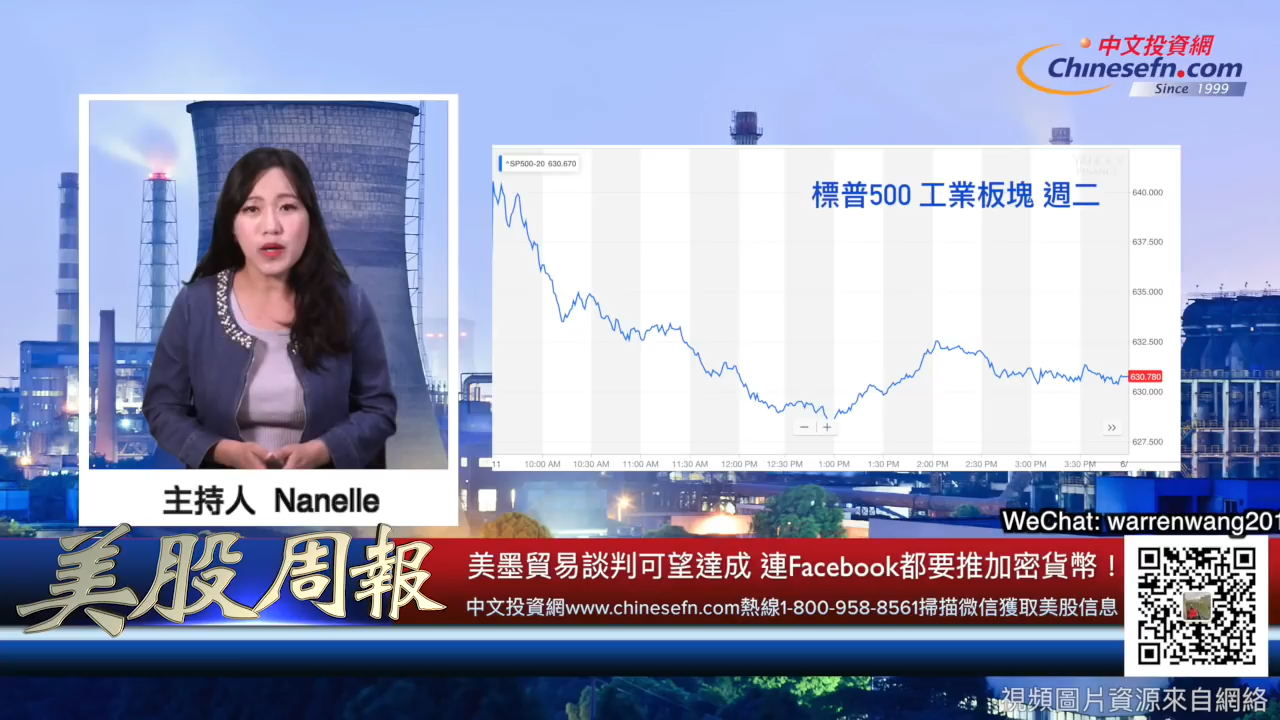 中文投資網
Chinesefn.com
Since 1999
^SP500-20 630.670
標普500 工業板塊 週二
640.000
637.500
635.000
632.500
630.780
630.000
627.500
11 10:00 AM 10:30 AM 11:00 AM 11:30 AM 12:00 PM 12:30 PM 1:00 PM 1:30 PM 2:00 PM 2:30 PM 3:00 PM 3:30 PM 6/
主持人 Nanelle
WeChat: warrenwang201
美股周報
美墨貿易談判可望達成 連Facebook都要推加密貨幣！
中文投資網www.chinesefn.com熱線1-800-958-8561掃描微信獲取美股信息
視頻圖片資源來自網絡